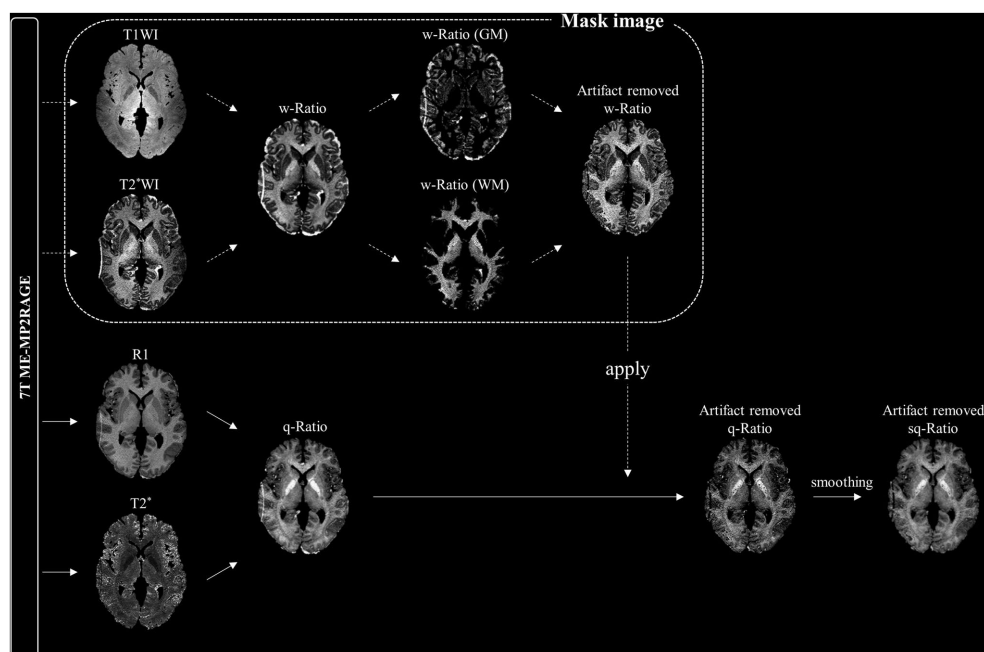 Mask image
7T ME-MP2RAGE
T1WI
w-Ratio (GM)
w-Ratio
Artifact removed
w-Ratio
T2*WI
w-Ratio (WM)
R1
apply
q-Ratio
Artifact removed
q-Ratio
smoothing
Artifact removed
sq-Ratio
T2*